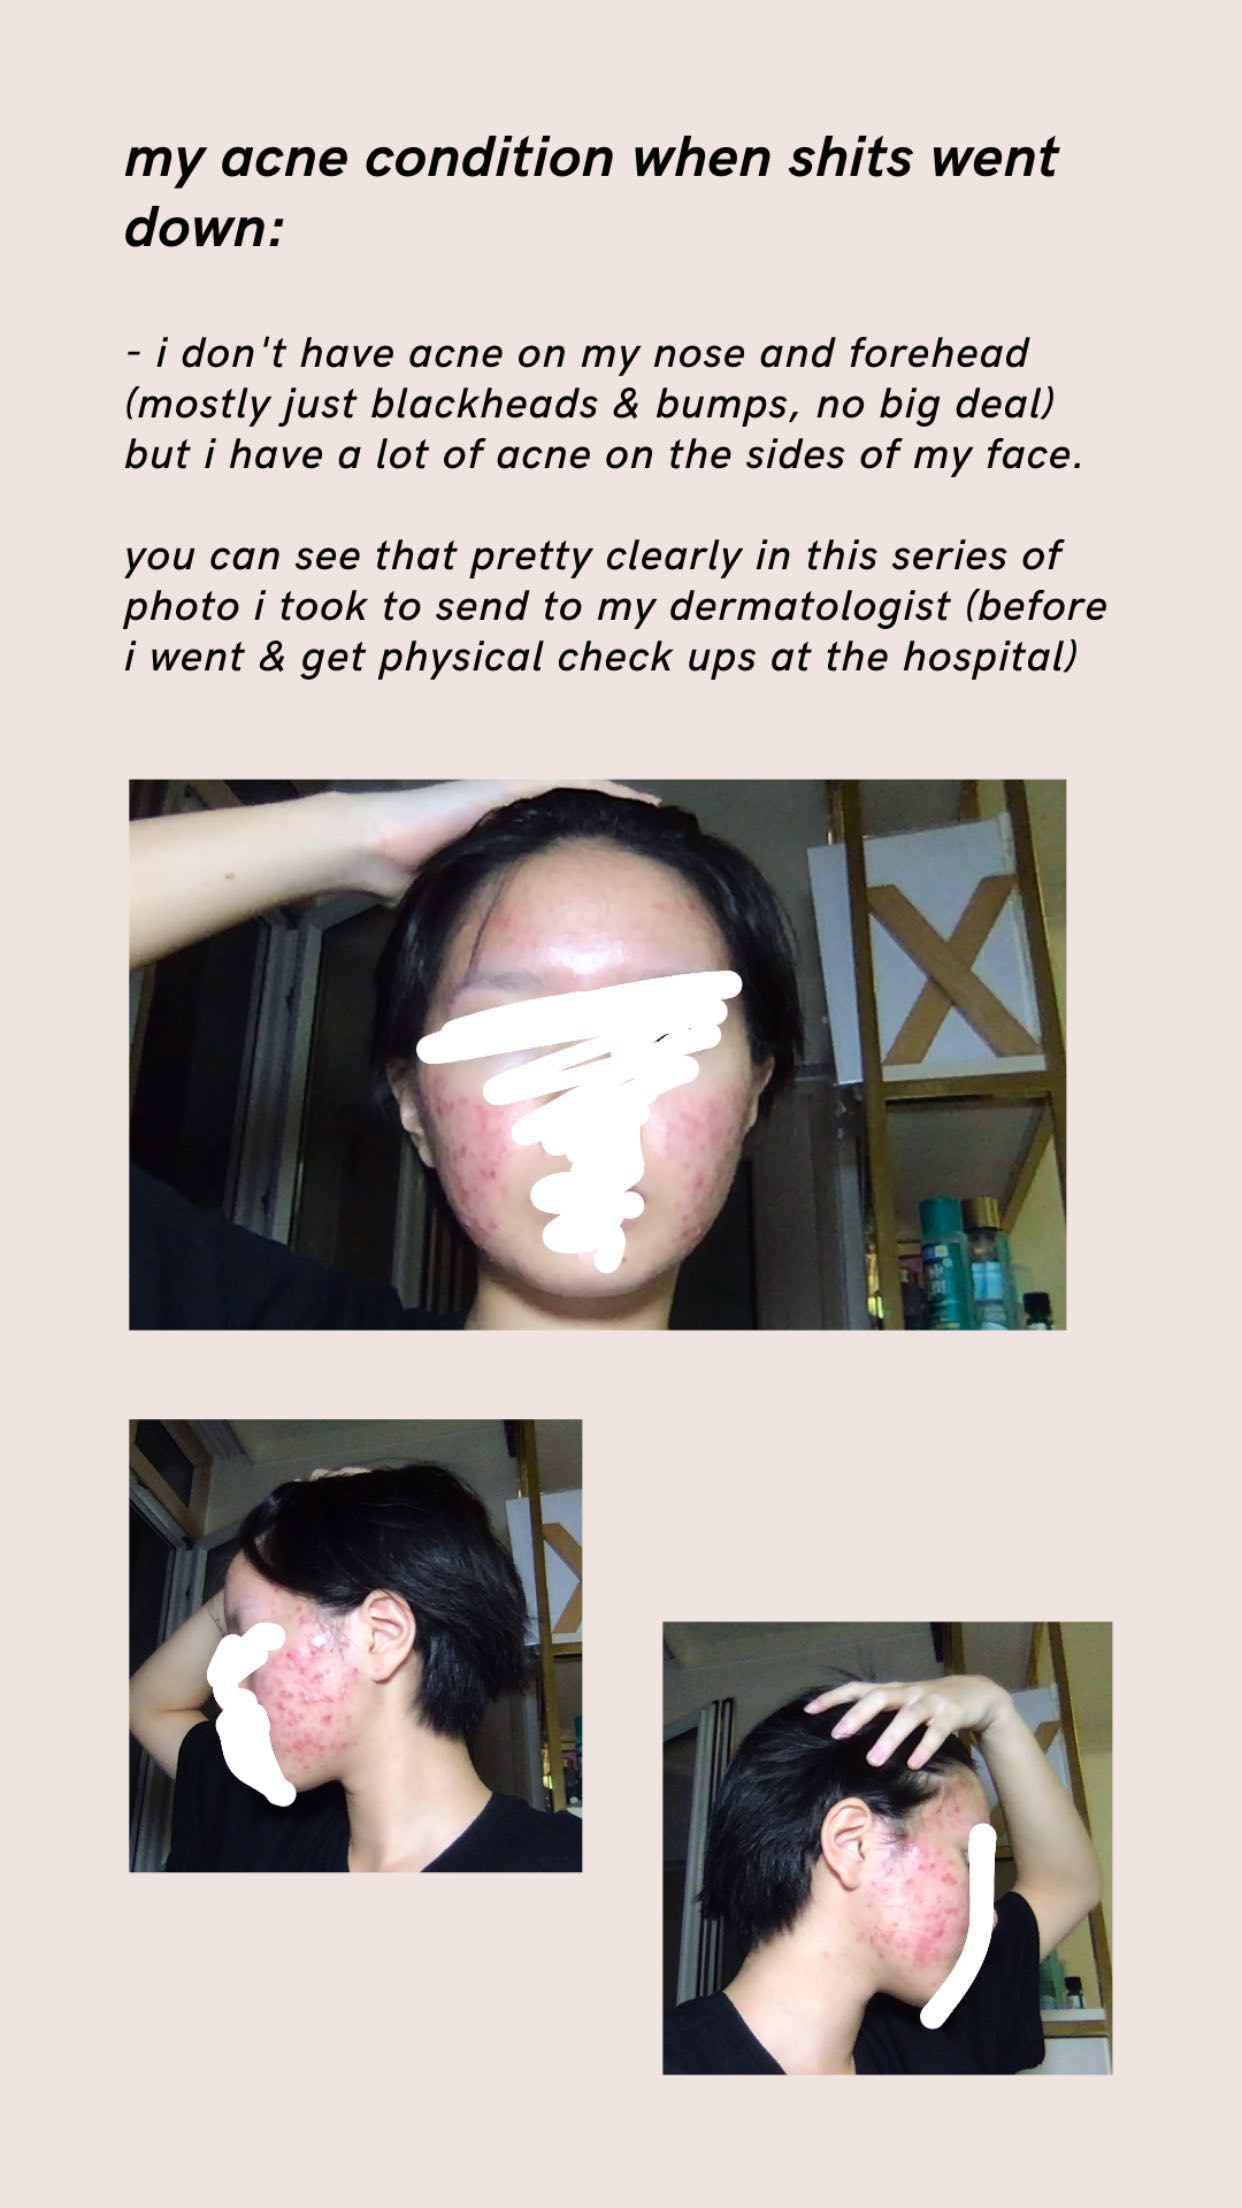 my acne condition when shits went
down:
- i don't have acne on my nose and forehead
(mostly just blackheads & bumps, no big deal)
but i have a lot of acne on the sides of my face.
you can see that pretty clearly in this series of
photo i took to send to my dermatologist (before
i went & get physical check ups at the hospital)